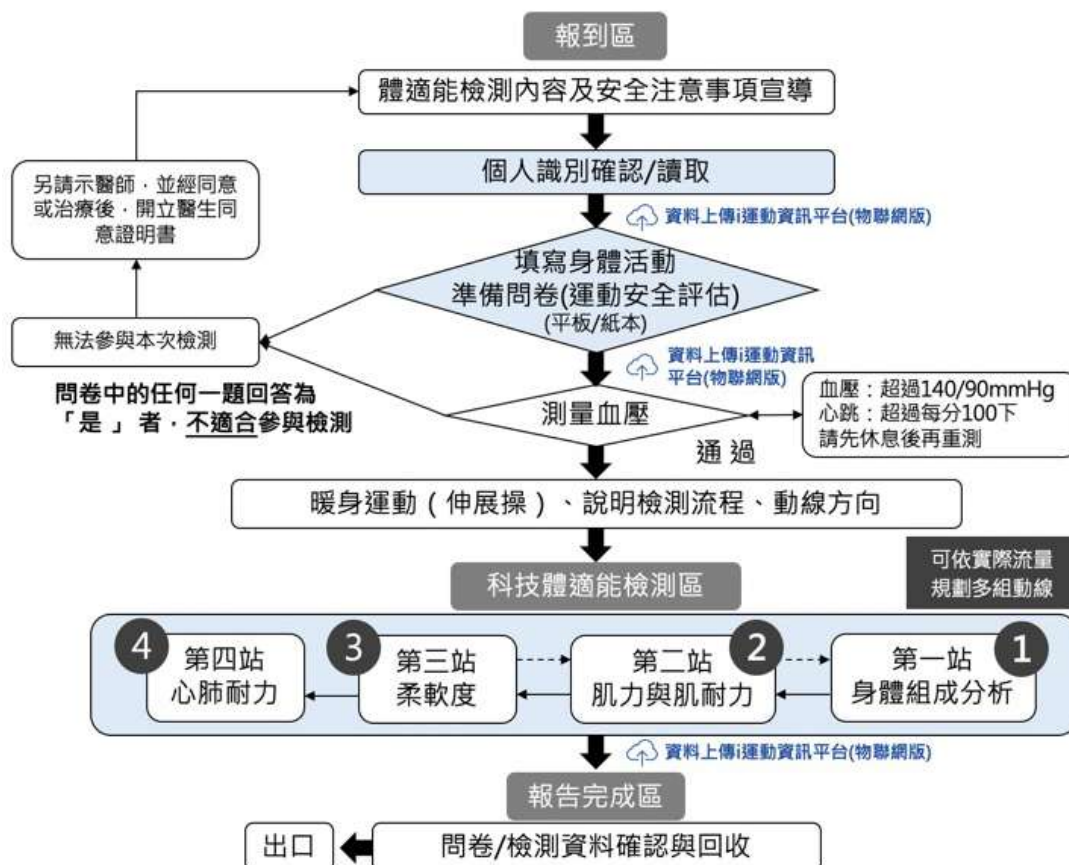 報到區
體適能檢測內容及安全注意事項宣導
個人識別確認/讀取
資料上傳i運動資訊平台(物聯網版)
另請示醫師，並經同意
或治療後，開立醫生同
意證明書
填寫身體活動
準備問卷(運動安全評估)
(平板/紙本)
無法參與本次檢測
資料上傳i運動資訊
平台(物聯網版)
問卷中的任何一題回答為
「是 」 者，不適合參與檢測
測量血壓
血壓：超過140/90mmHg
心跳：超過每分100下
請先休息後再重測
通 過
暖身運動（伸展操）、說明檢測流程、動線方向
科技體適能檢測區
可依實際流量
規劃多組動線
4
第四站
心肺耐力
3
第三站
柔軟度
2
第二站
肌力與肌耐力
1
第一站
身體組成分析
資料上傳i運動資訊平台(物聯網版)
報告完成區
出口
問卷/檢測資料確認與回收